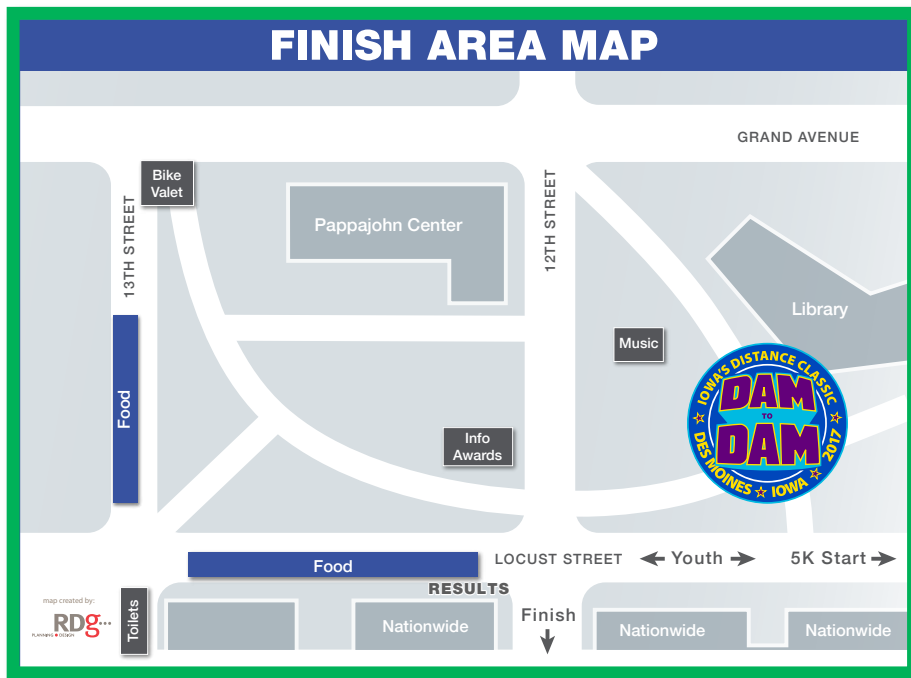 FINISH AREA MAP
GRAND AVENUE
Bike
Valet
Pappajohn Center
12TH STREET
13TH STREET
Library
Music
IOWA'S DISTANCE CLASSIC
DAM
TO
DAM
DES MOINES ☆ IOWA ☆ 2017
Food
Info
Awards
Food
LOCUST STREET
Youth
5K Start
RESULTS
map created by:
RDg...
PLANNING • DESIGN
Toilets
Nationwide
Finish
Nationwide
Nationwide